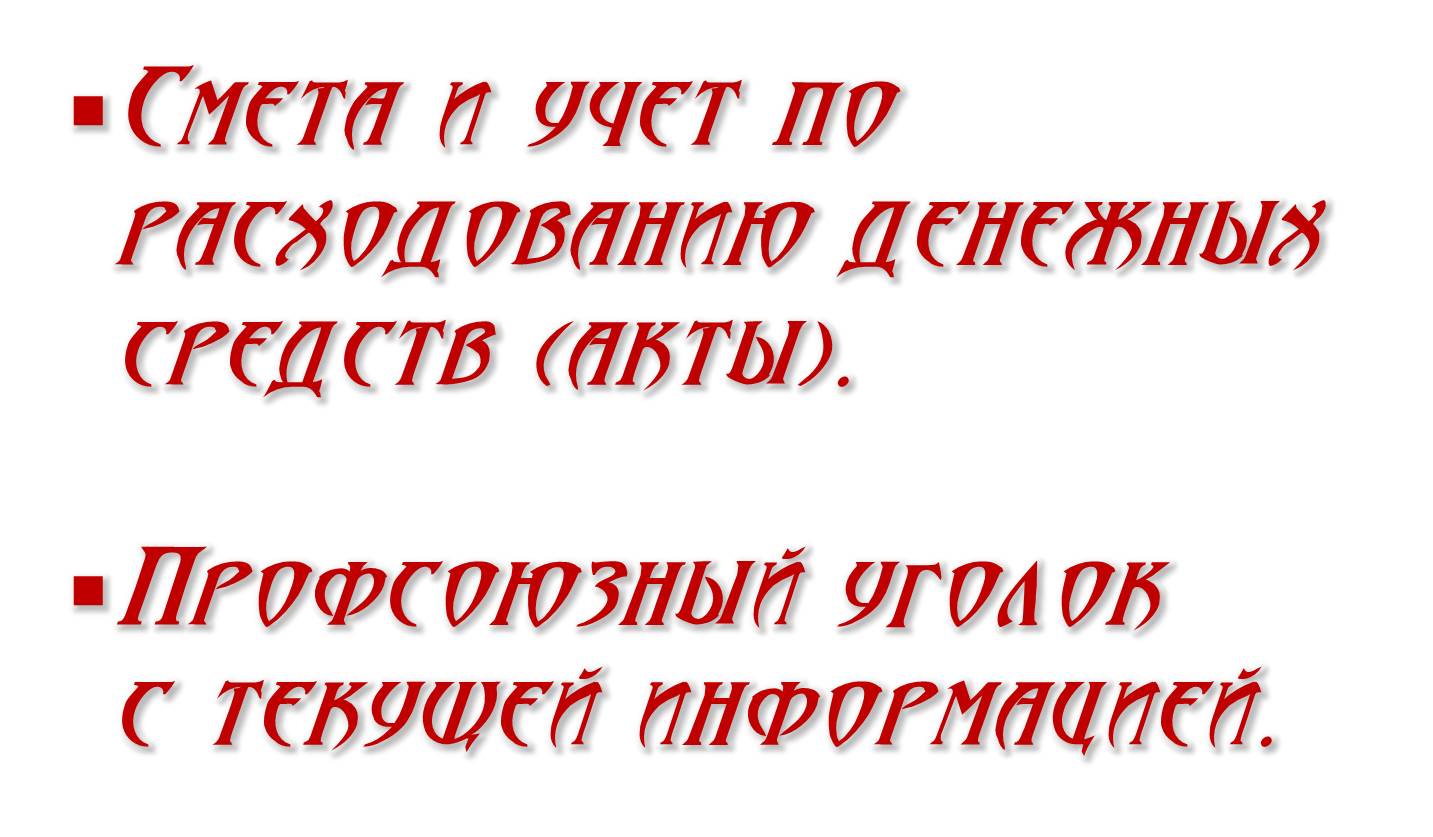 ▪ Смета и учет по
расходованию денежных
средств (акты).
▪ Профсоюзный уголок
с текущей информацией.